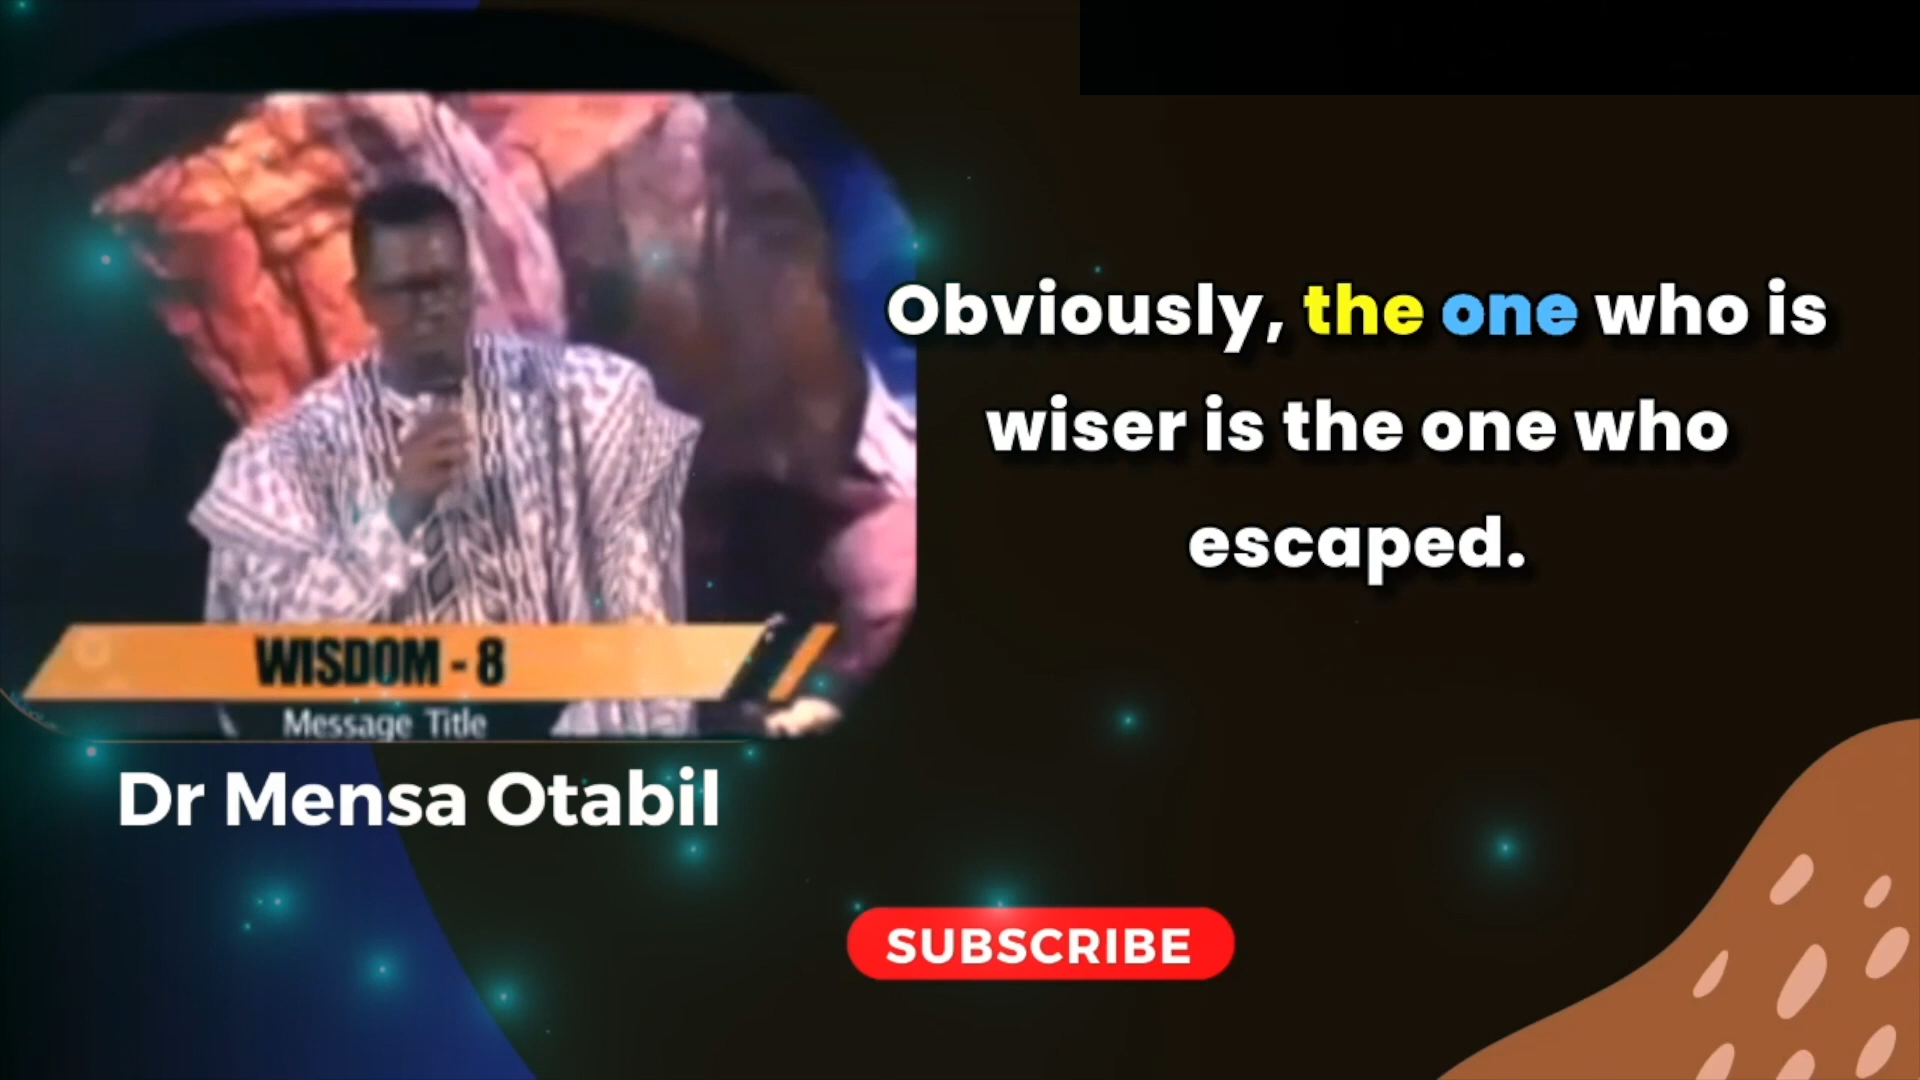 Obviously, the one who is
wiser is the one who
escaped.
WISDOM - 8
Message Title
Dr Mensa Otabil
SUBSCRIBE